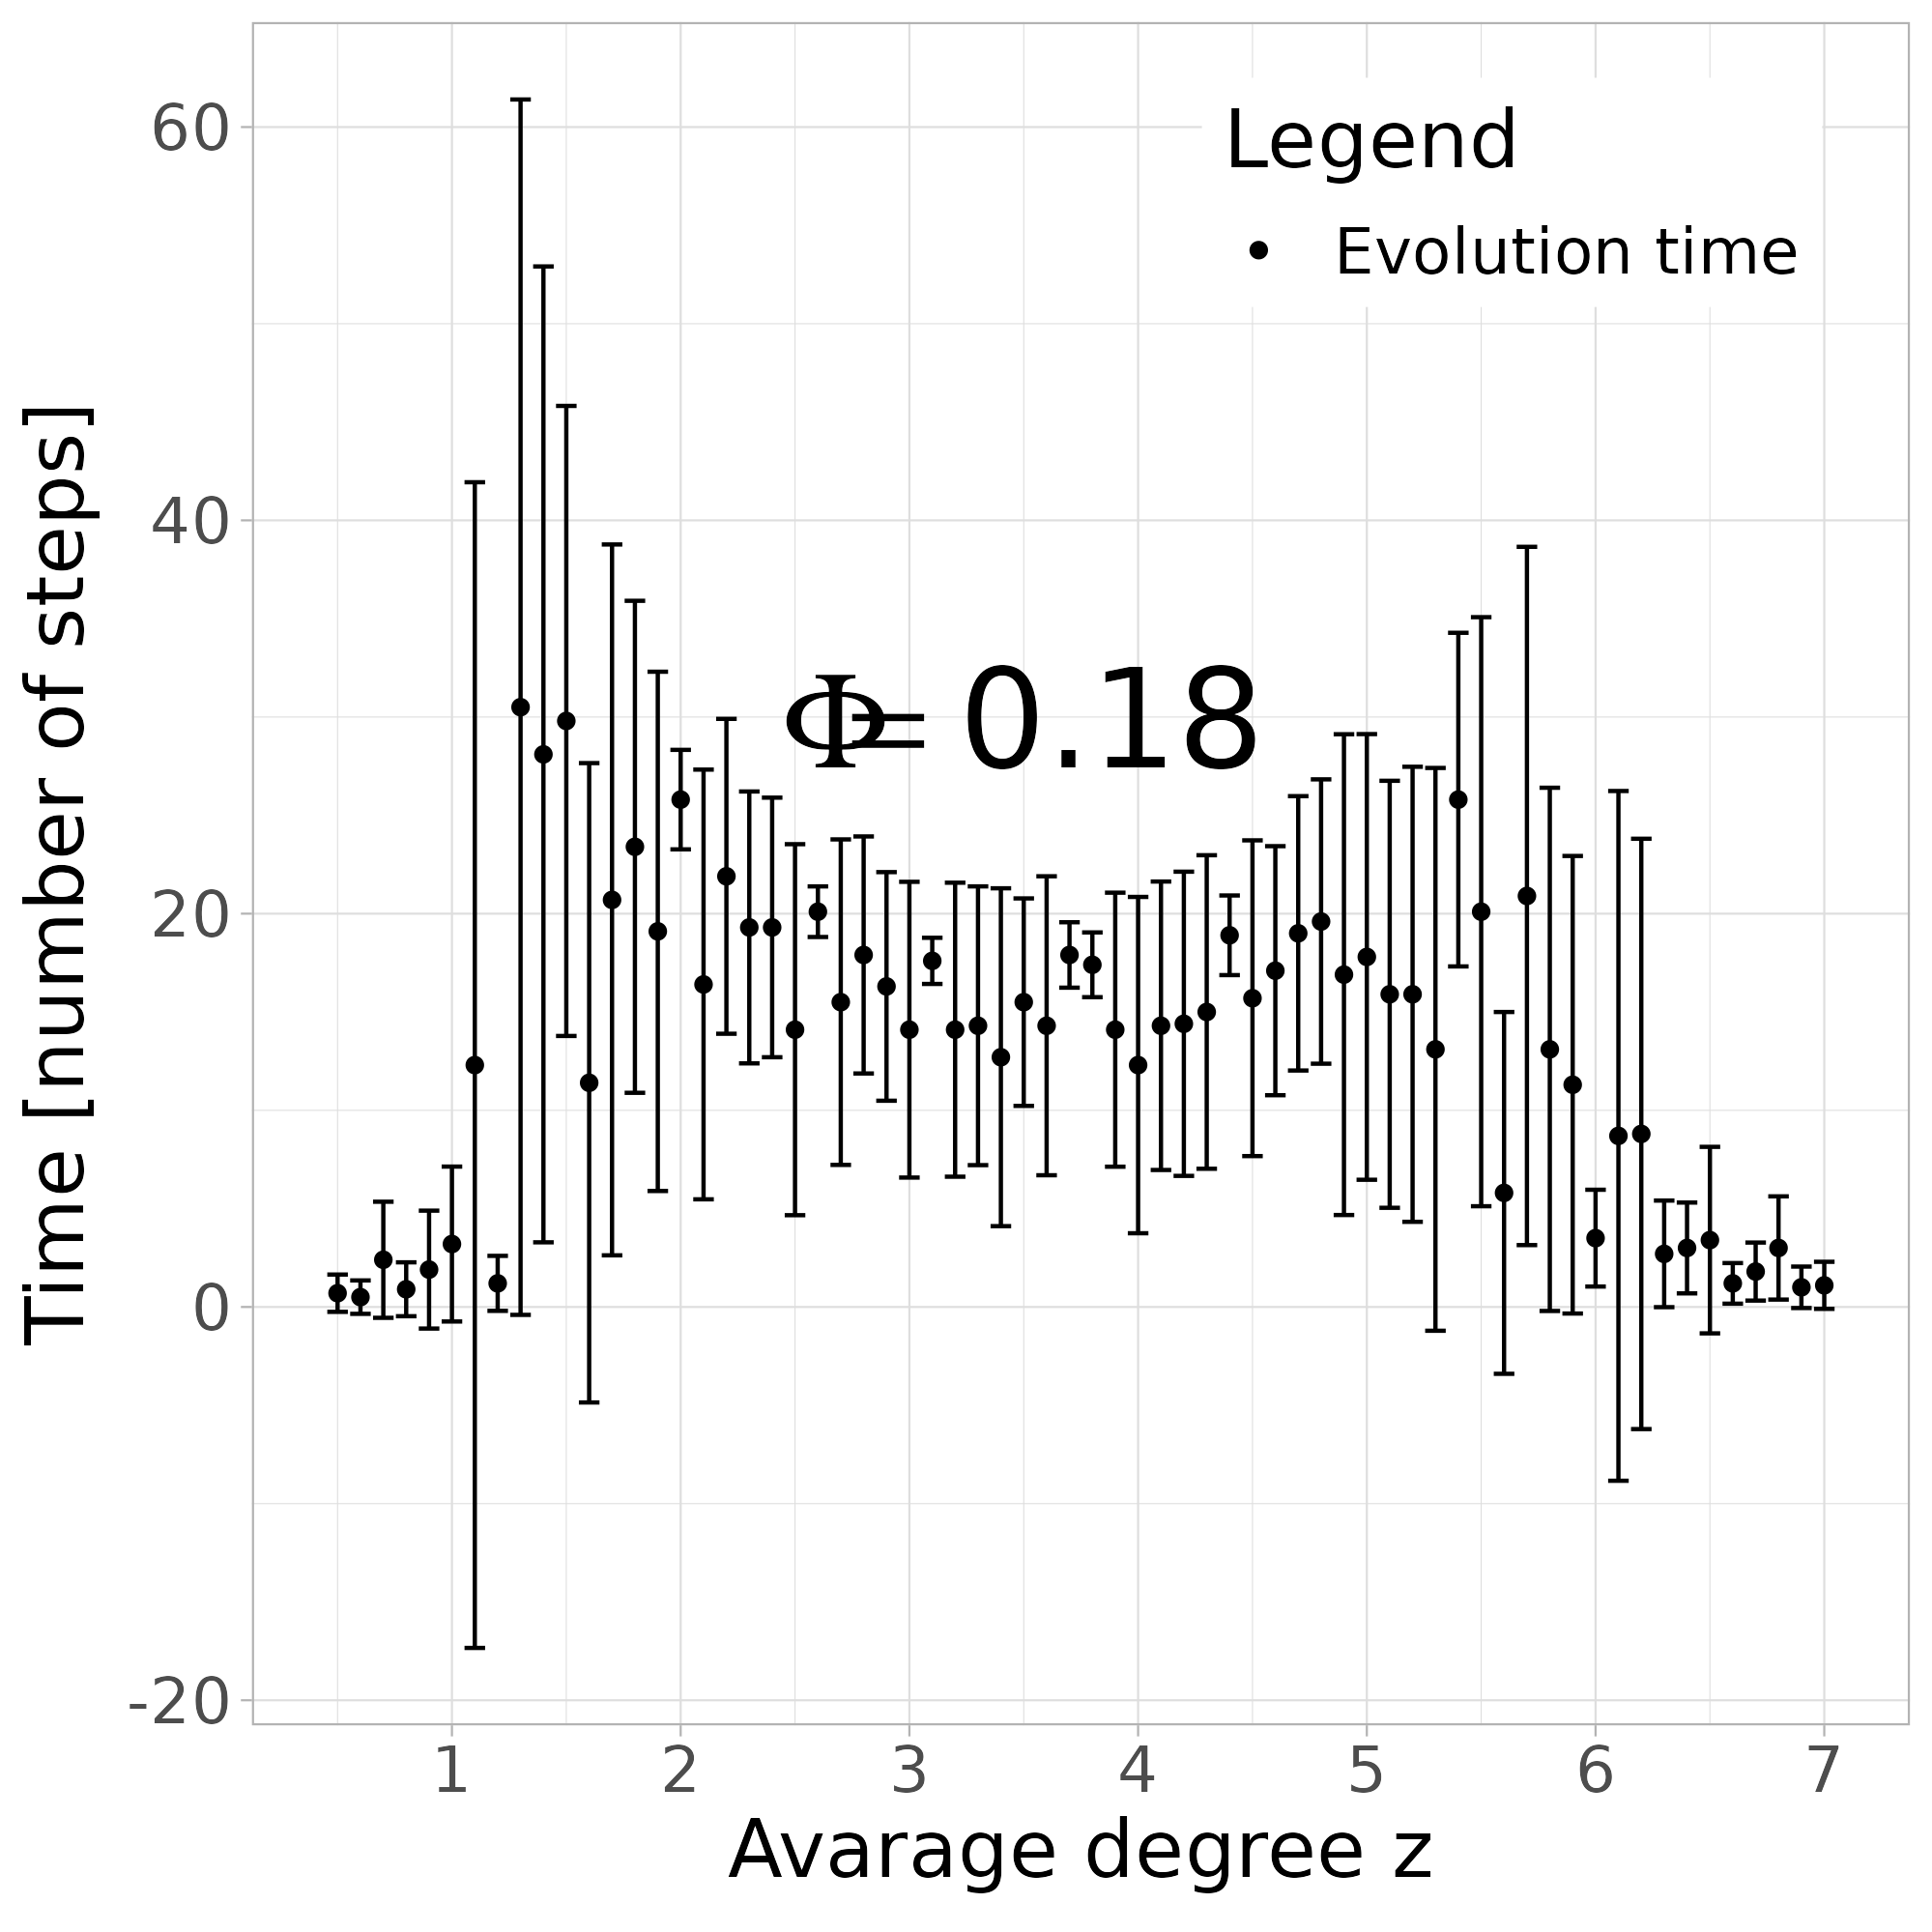 Legend
Evolution time
Φ= 0.18
Time [number of steps]
60
40
20
0
-20
1 2 3 4 5 6 7
Avarage degree z